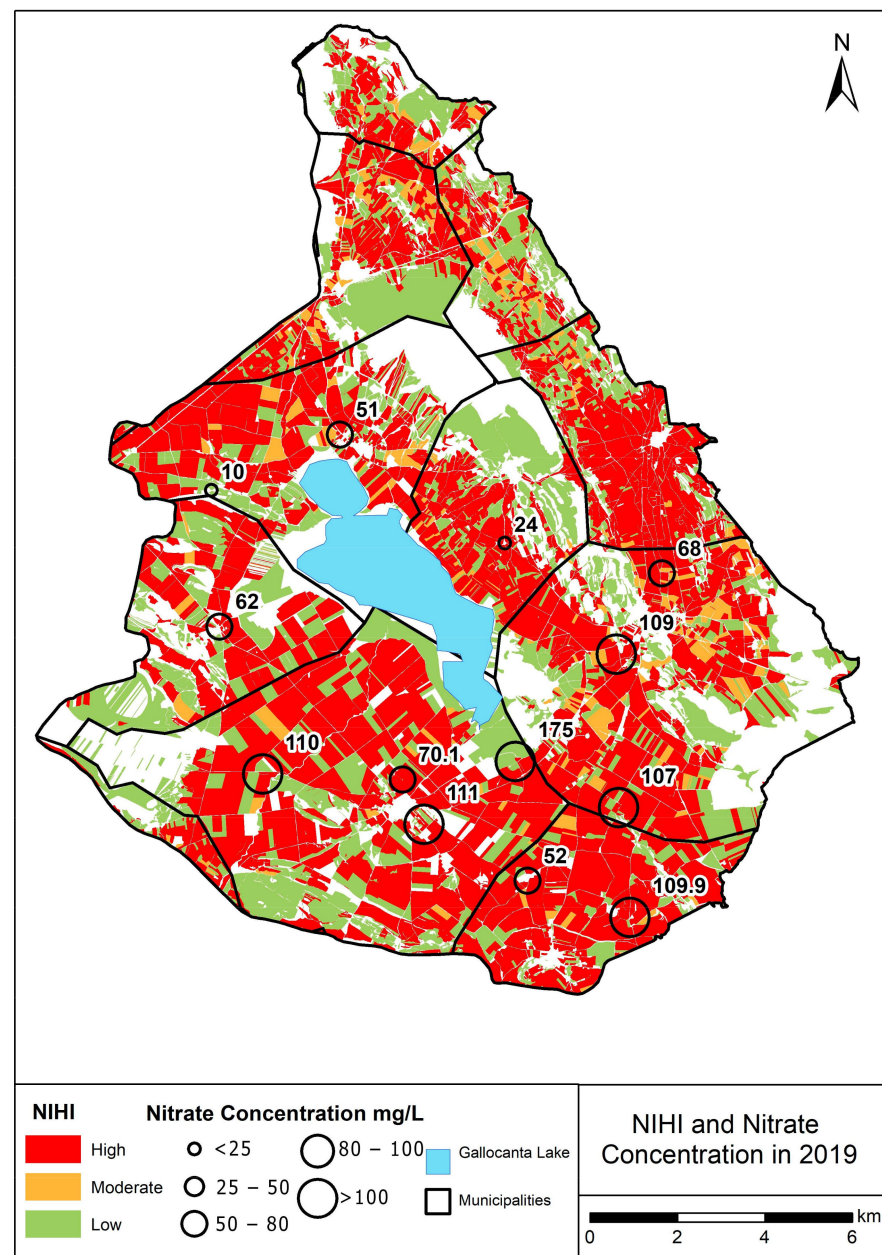 N
51
10
24
68
62
109
175
110
70.1
107
111
52
109.9
NIHI
High
Moderate
Low
Nitrate Concentration mg/L
<25
25 – 50
50 – 80
80 – 100
>100
Gallocanta Lake
Municipalities
NIHI and Nitrate
Concentration in 2019
km
0 2 4 6